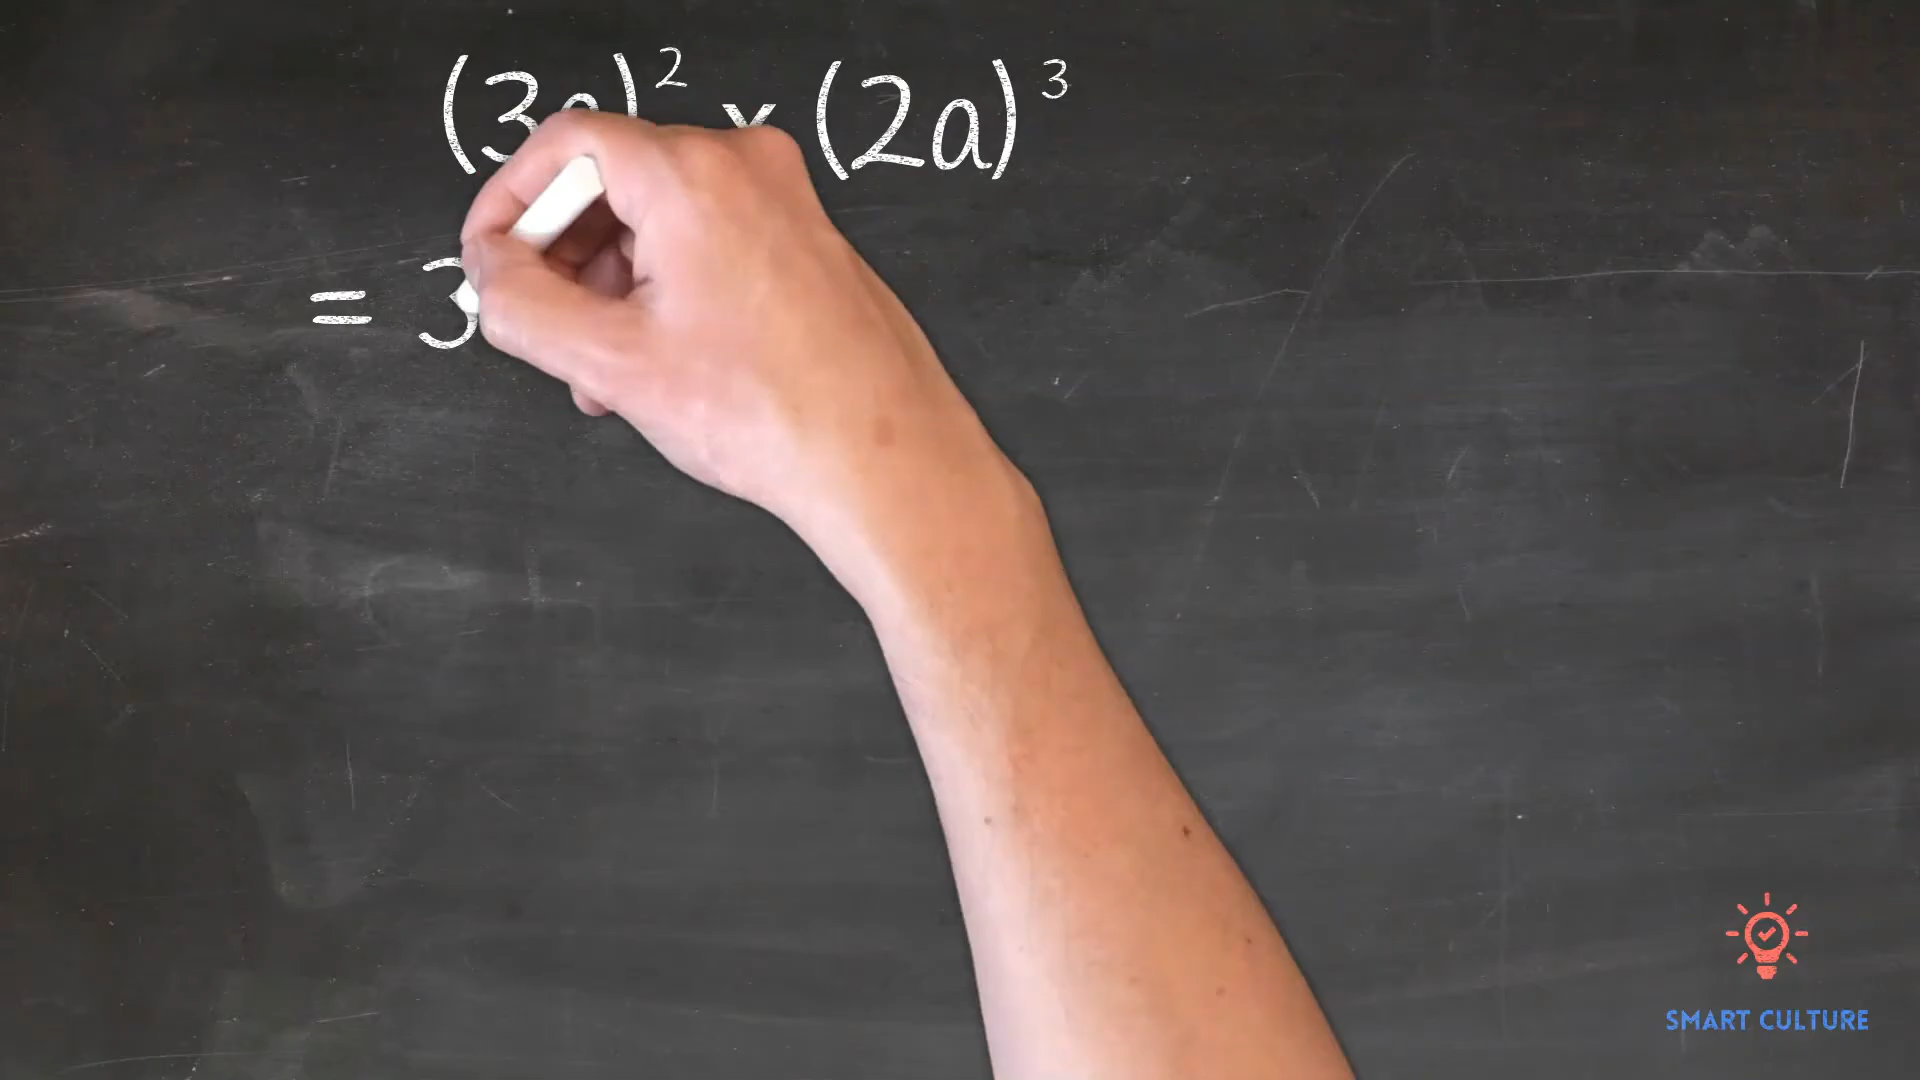 (3a)² x (2a)³
= 3
SMART CULTURE